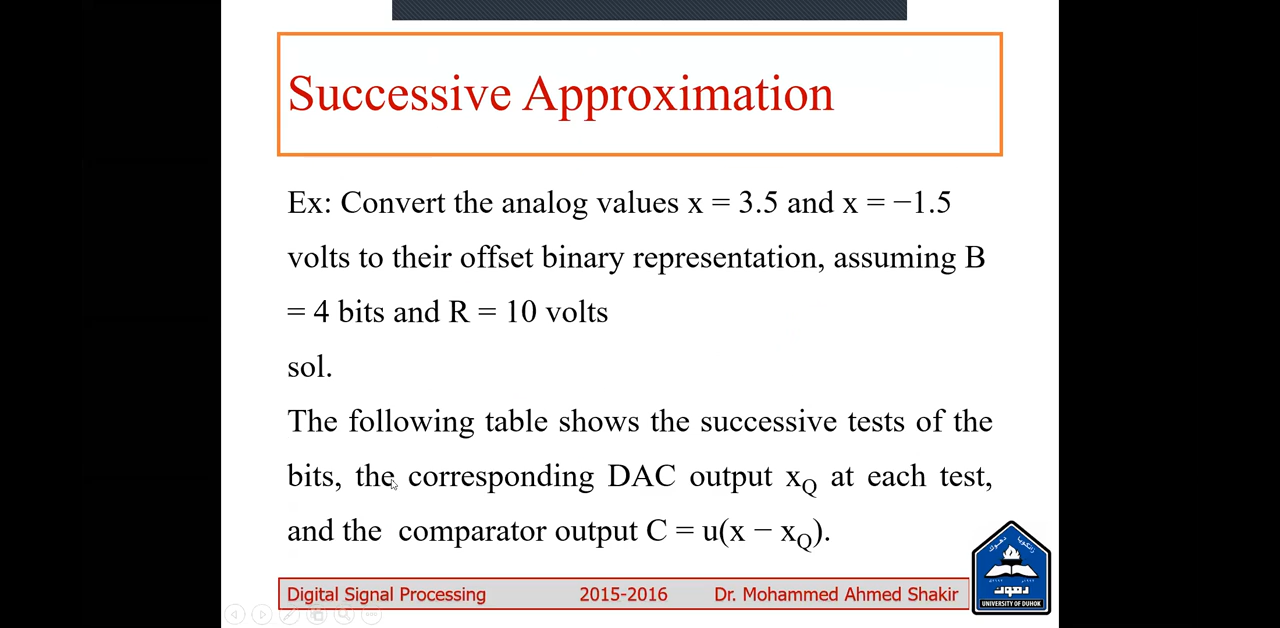 Successive Approximation
Ex: Convert the analog values x = 3.5 and x = −1.5
volts to their offset binary representation, assuming B
= 4 bits and R = 10 volts
sol.
The following table shows the successive tests of the
bits, the corresponding DAC output xQ at each test,
and the comparator output C = u(x − xQ).
Digital Signal Processing 2015-2016 Dr. Mohammed Ahmed Shakir
UNIVERSITY OF DUHOK